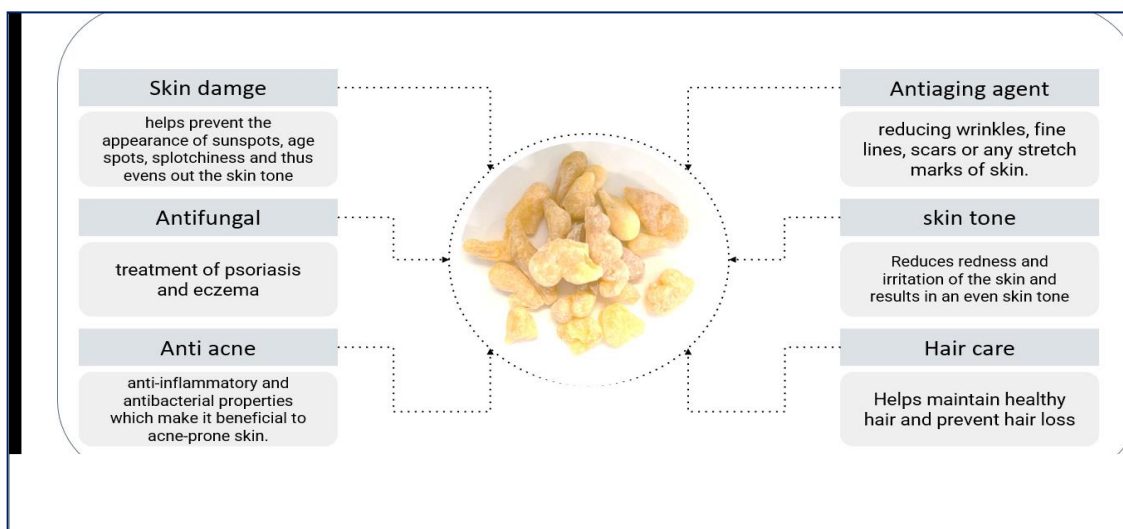 Skin damge
helps prevent the
appearance of sunspots, age
spots, splotchiness and thus
evens out the skin tone
Antifungal
treatment of psoriasis
and eczema
Anti acne
anti-inflammatory and
antibacterial properties
which make it beneficial to
acne-prone skin.
Antiaging agent
reducing wrinkles, fine
lines, scars or any stretch
marks of skin.
skin tone
Reduces redness and
irritation of the skin and
results in an even skin tone
Hair care
Helps maintain healthy
hair and prevent hair loss